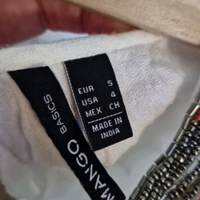 EUR S
USA 4
MEX CH
MADE IN
INDIA
MANGO
BASICS